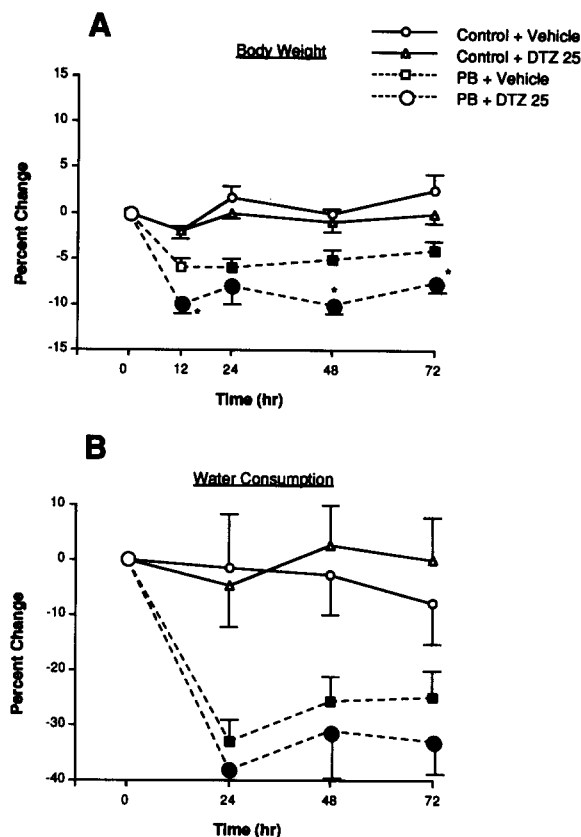 A
Body Weight
Control + Vehicle
Control + DTZ 25
PB + Vehicle
PB + DTZ 25
Percent Change
15
10
5
0
-5
-10
-15
*
*
*
0 12 24 48 72
Time (hr)
B
Water Consumption
Percent Change
10
0
-10
-20
-30
-40
0 24 48 72
Time (hr)